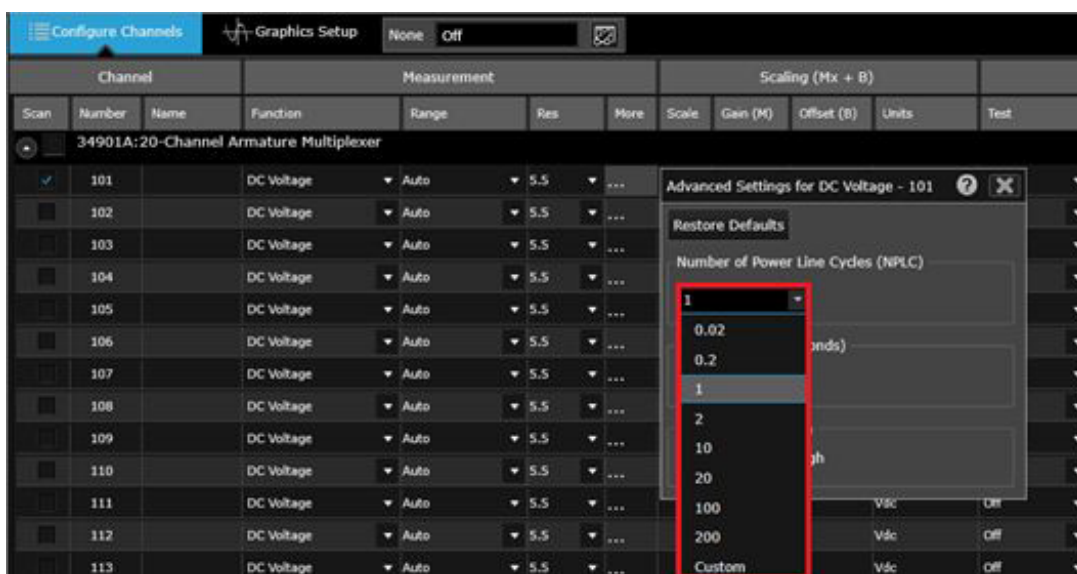 Configure Channels Graphics Setup None Off
Channel Measurement Scaling (Mx + B)
Scan Number Name Function Range Res More Scale Gain (M) Offset (B) Units Test
34901A:20-Channel Armature Multiplexer
101 DC Voltage Auto 5.5 ...
102 DC Voltage Auto 5.5 ...
103 DC Voltage Auto 5.5 ...
104 DC Voltage Auto 5.5 ...
105 DC Voltage Auto 5.5 ...
106 DC Voltage Auto 5.5 ...
107 DC Voltage Auto 5.5 ...
108 DC Voltage Auto 5.5 ...
109 DC Voltage Auto 5.5 ...
110 DC Voltage Auto 5.5 ...
111 DC Voltage Auto 5.5 ... Vdc Off
112 DC Voltage Auto 5.5 ... Vdc Off
113 DC Voltage Auto 5.5 ... Vdc Off
Advanced Settings for DC Voltage - 101 ?
Restore Defaults
Number of Power Line Cycles (NPLC)
1
0.02
onds)
0.2
1
2
)
10
gh
20
100
200
Custom